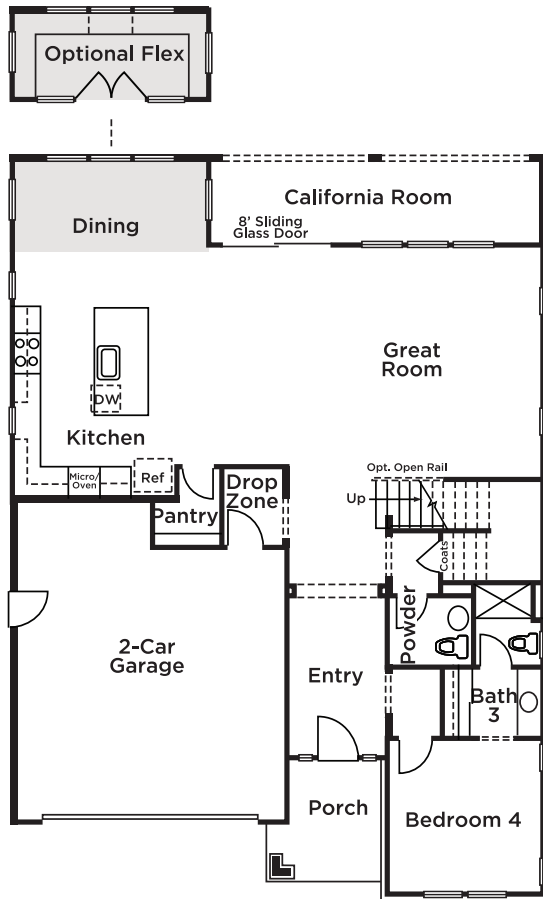 Optional Flex
California Room
8' Sliding
Glass Door
Dining
Great
Room
DW
Kitchen
Opt. Open Rail
Micro/
Oven
Ref
Drop
Zone
Up
Pantry
Coats
Powder
2-Car
Garage
Entry
Bath
3
Porch
Bedroom 4